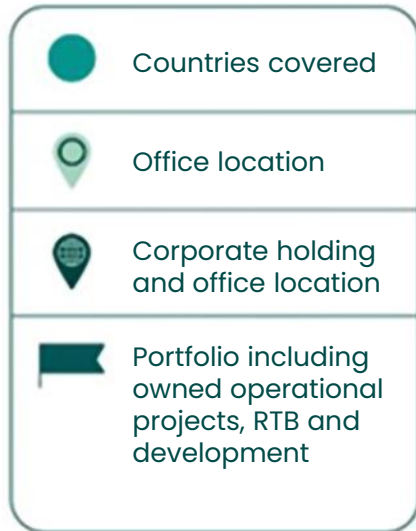 Countries covered
Office location
Corporate holding
and office location
Portfolio including
owned operational
projects, RTB and
development